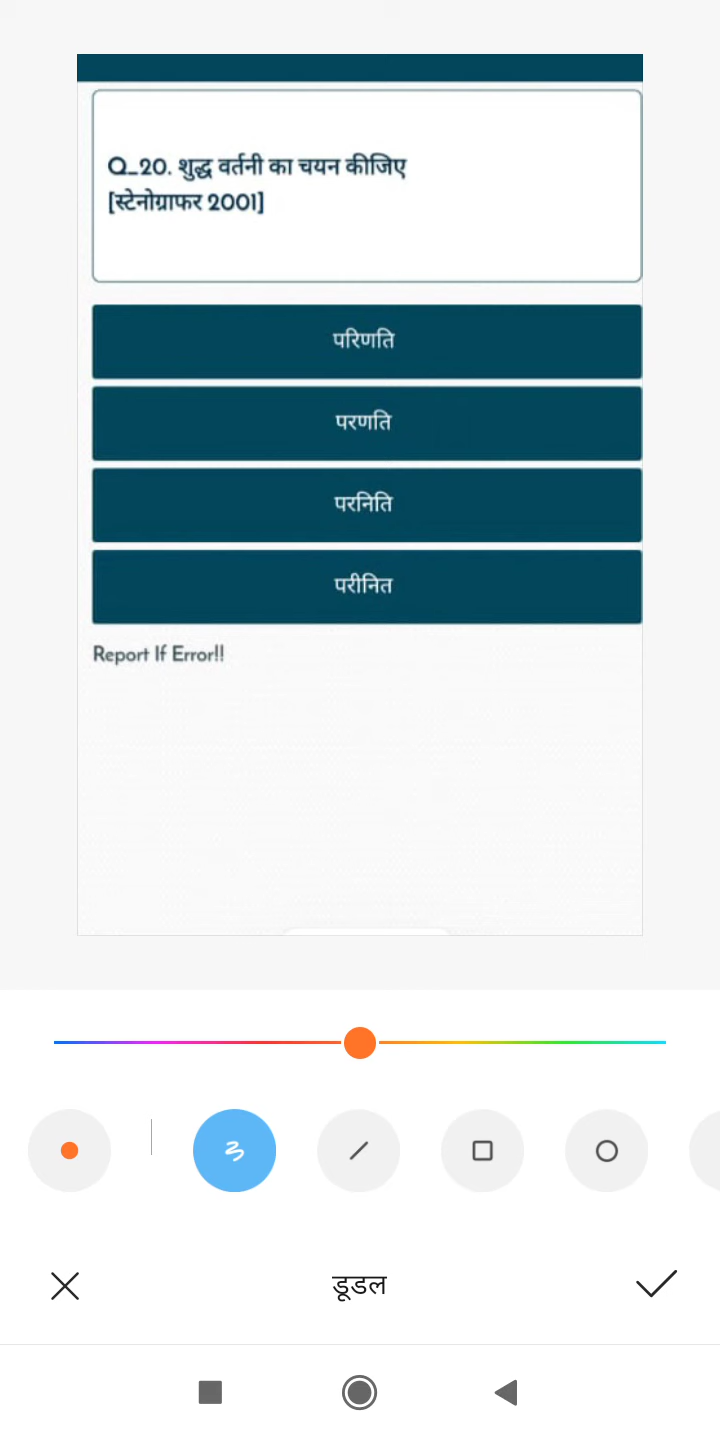 Q_20. शुद्ध वर्तनी का चयन कीजिए
[स्टेनोग्राफर 2001]
परिणति
परणति
परनिति
परीनित
Report If Error!!
डूडल